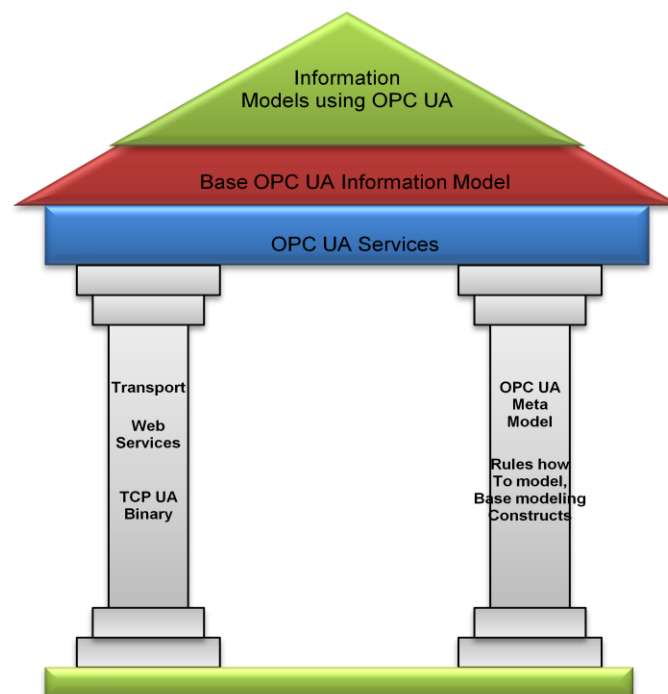 Information
Models using OPC UA
Base OPC UA Information Model
OPC UA Services
Transport
Web
Services
TCP UA
Binary
OPC UA
Meta
Model
Rules how
To model,
Base modeling
Constructs